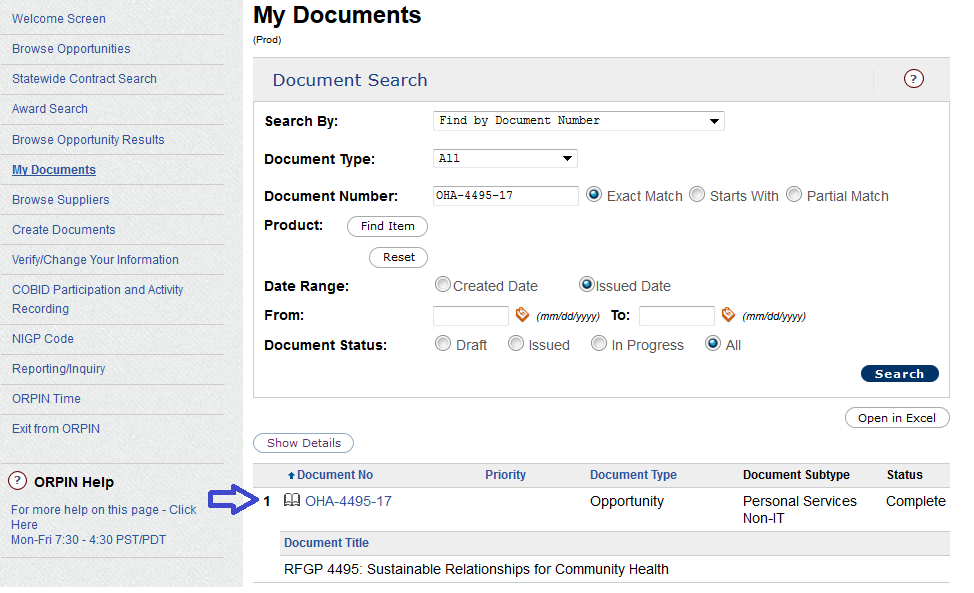 Welcome Screen
Browse Opportunities
Statewide Contract Search
Award Search
Browse Opportunity Results
My Documents
Browse Suppliers
Create Documents
Verify/Change Your Information
COBID Participation and Activity
Recording
NIGP Code
Reporting/Inquiry
ORPIN Time
Exit from ORPIN
? ORPIN Help
For more help on this page - Click
Here
Mon-Fri 7:30 - 4:30 PST/PDT
My Documents
(Prod)
Document Search ?
Search By: Find by Document Number
Document Type: All
Document Number: OHA-4495-17 Exact Match Starts With Partial Match
Product: Find Item
Reset
Date Range: Created Date Issued Date
From: (mm/dd/yyyy) To: (mm/dd/yyyy)
Document Status: Draft Issued In Progress All
Search
Open in Excel
Show Details
Document No Priority Document Type Document Subtype Status
1 OHA-4495-17 Opportunity Personal Services Complete
Non-IT
Document Title
RFGP 4495: Sustainable Relationships for Community Health